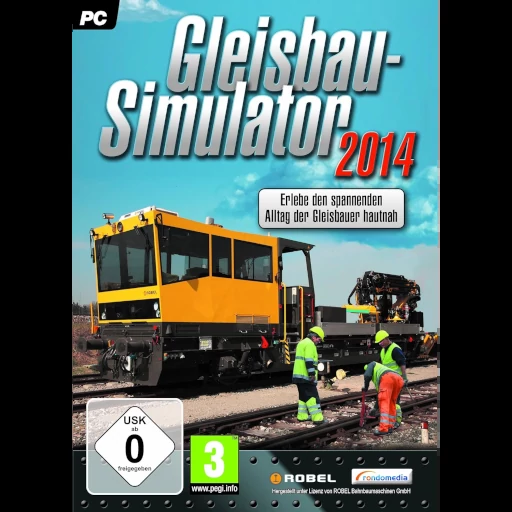 PC
Gleisbau-
Simulator
2014
Erlebe den spannenden
Alltag der Gleisbauer hautnah
USK
ab
0
freigegeben
3
www.pegi.info
ROBEL
rondomedia
Hergestellt unter Lizenz von ROBEL Bahnbaumaschinen GmbH